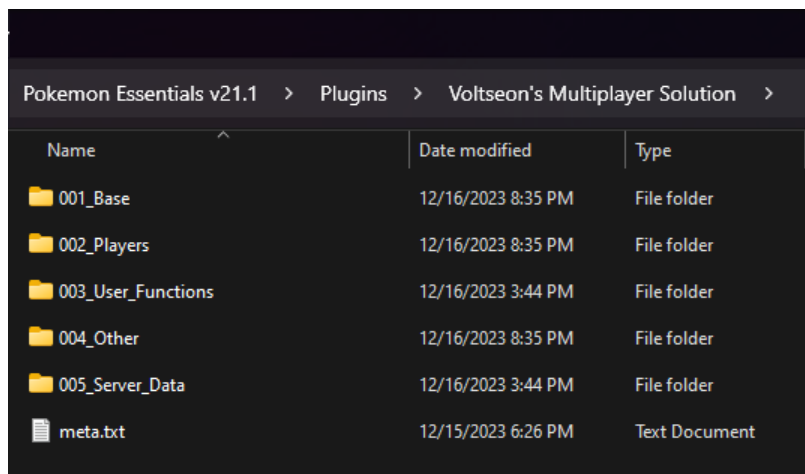 Pokemon Essentials v21.1 > Plugins > Voltseon's Multiplayer Solution >
Name Date modified Type
001_Base 12/16/2023 8:35 PM File folder
002_Players 12/16/2023 8:35 PM File folder
003_User_Functions 12/16/2023 3:44 PM File folder
004_Other 12/16/2023 8:35 PM File folder
005_Server_Data 12/16/2023 3:44 PM File folder
meta.txt 12/15/2023 6:26 PM Text Document